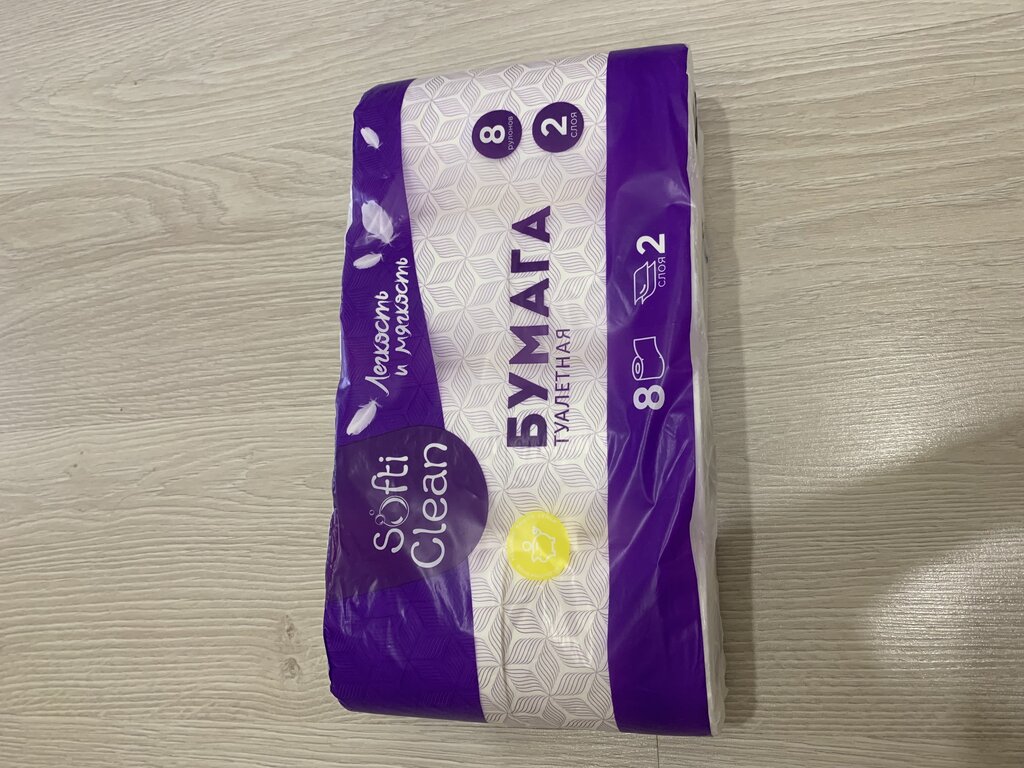 Softi
Clean
Легкость
и мягкость
БУМАГА
ТУАЛЕТНАЯ
8
рулонов
2
слоя
8
2
слоя